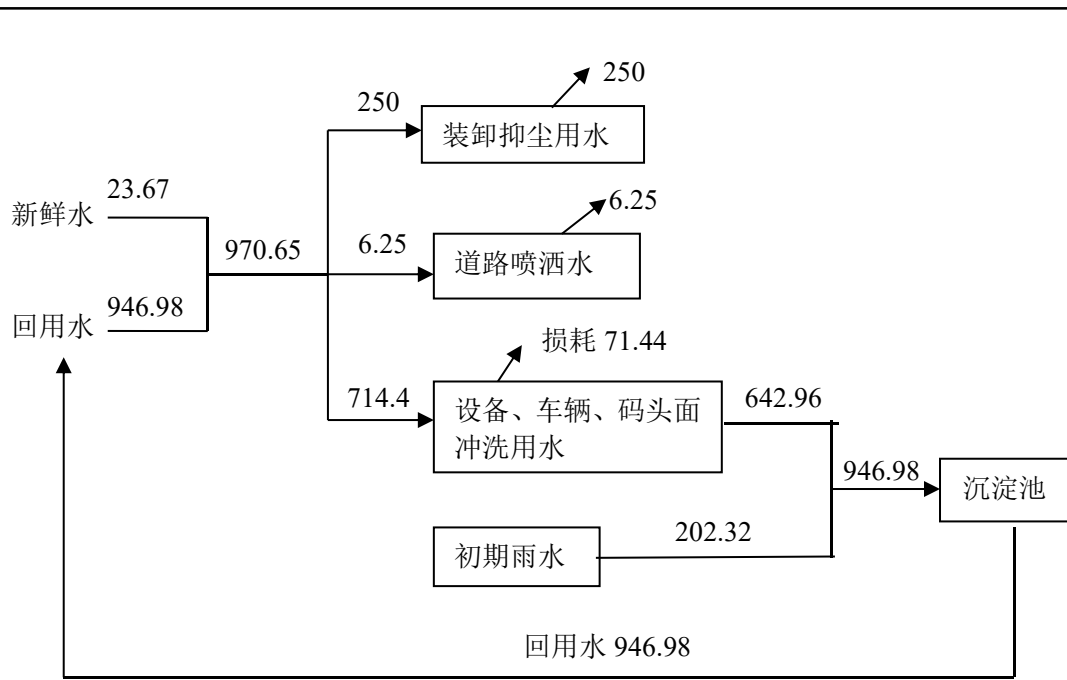 250
250
装卸抑尘用水
23.67
新鲜水
6.25
970.65
6.25
道路喷洒水
946.98
回用水
损耗 71.44
714.4
设备、车辆、码头面
冲洗用水
642.96
946.98
沉淀池
202.32
初期雨水
回用水 946.98